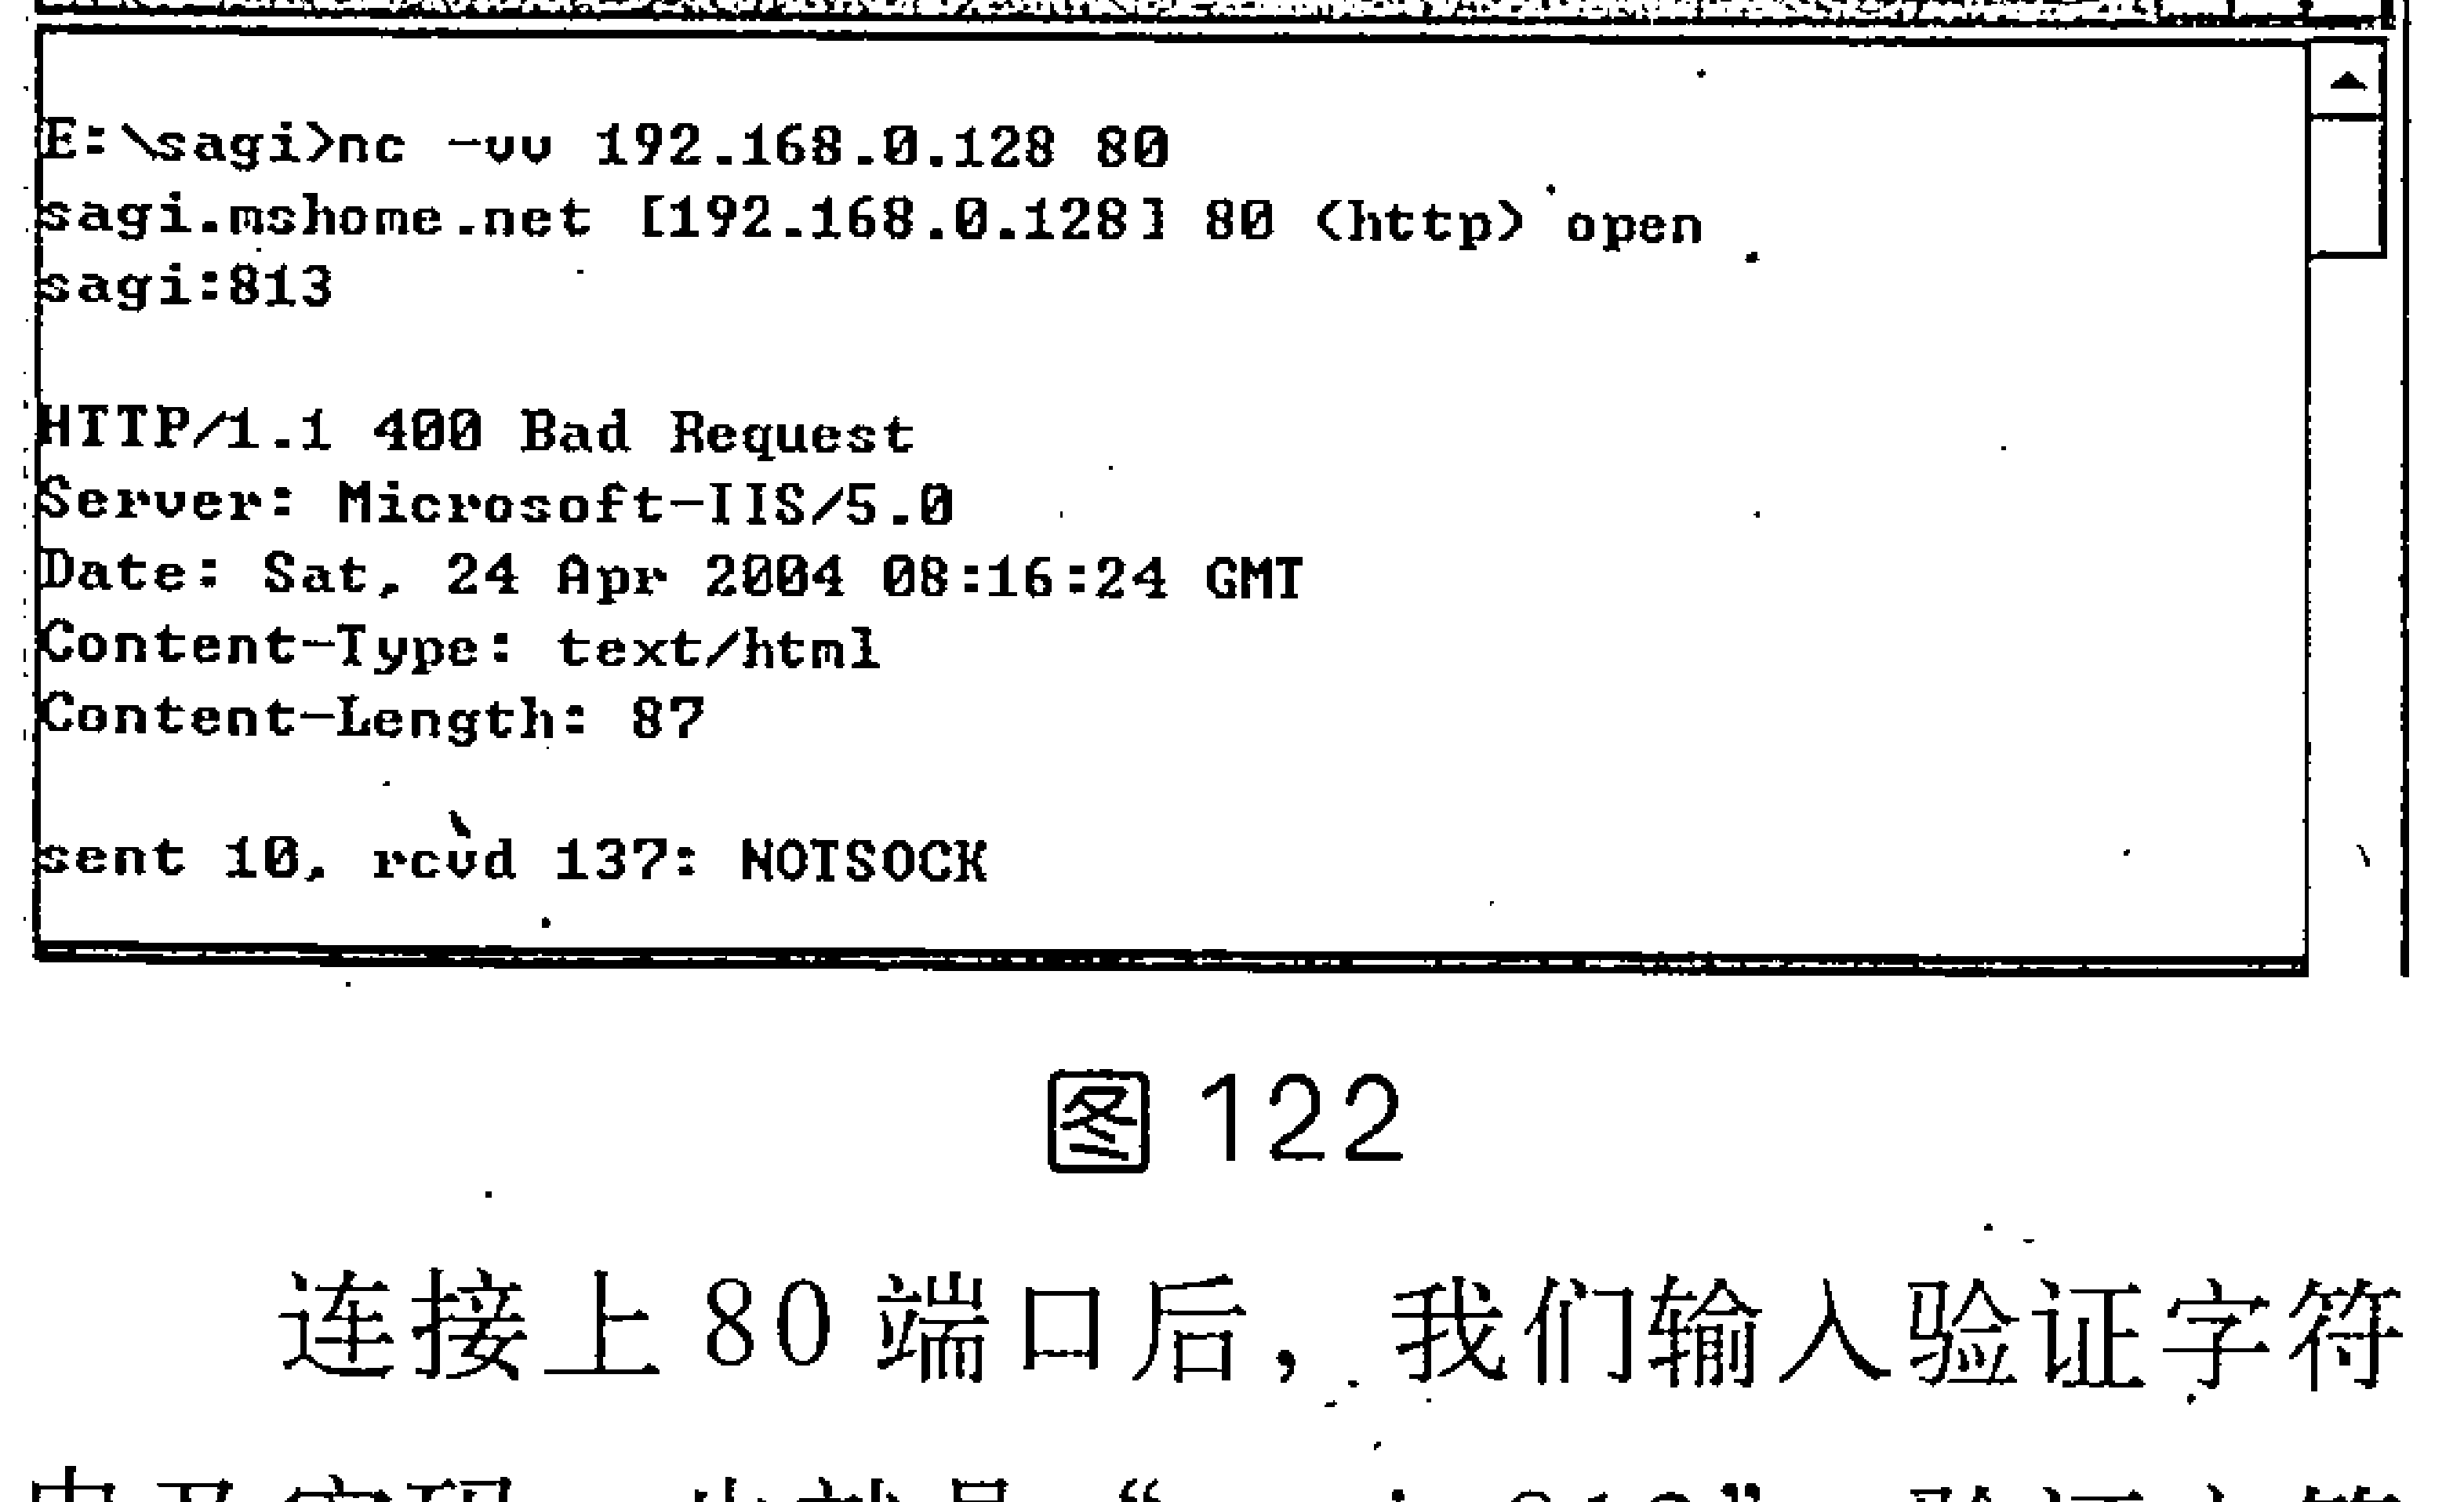 E:\sagi>nc -vv 192.168.0.128 80
sagi.mshome.net [192.168.0.128] 80 (http) open
sagi:813
HTTP/1.1 400 Bad Request
Server: Microsoft-IIS/5.0
Date: Sat, 24 Apr 2004 08:16:24 GMT
Content-Type: text/html
Content-Length: 87
sent 10, rcvd 137: NOTSOCK
图 122
连接上 80 端口后，我们输入验证字符